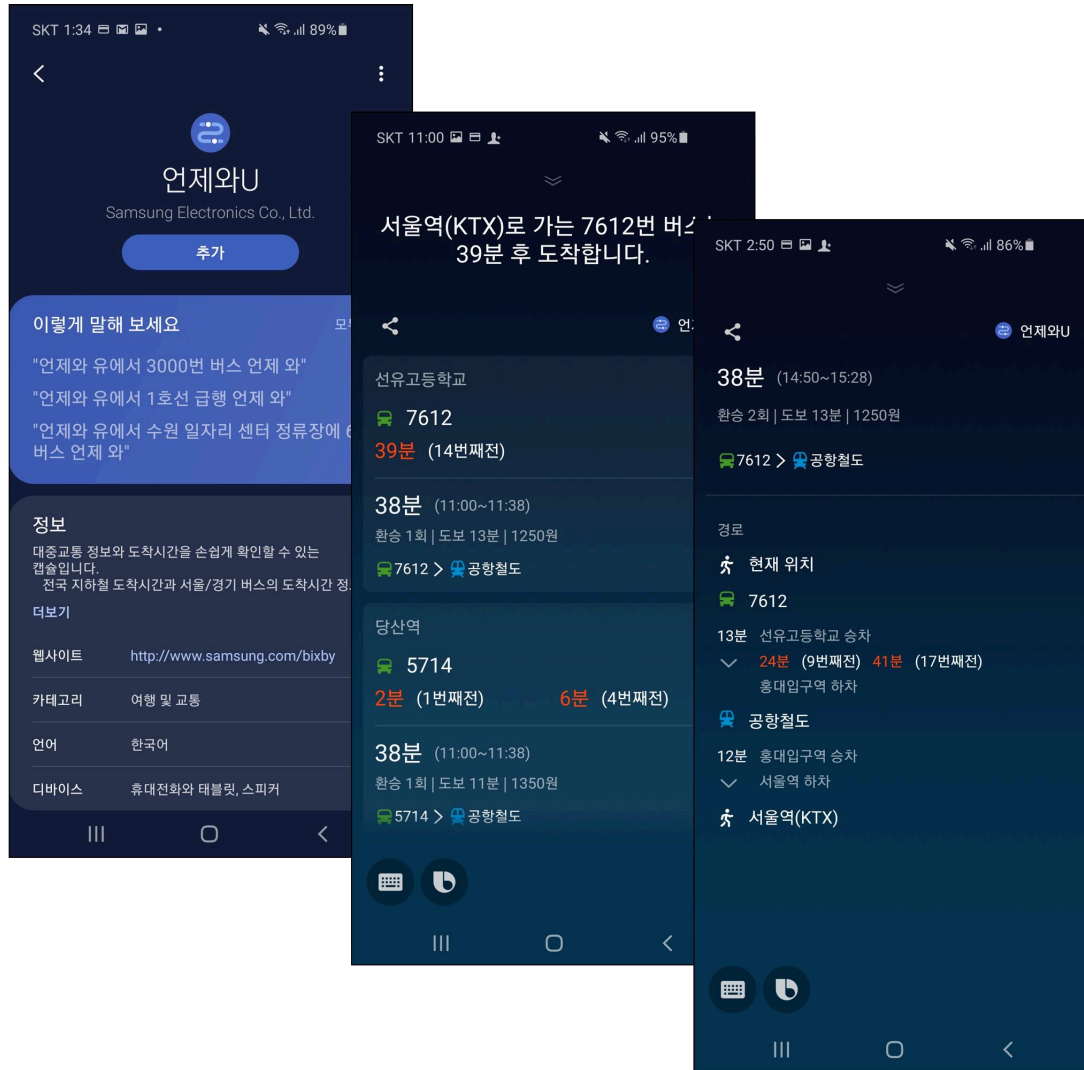 SKT 1:34
89%
언제와U
Samsung Electronics Co., Ltd.
추가
이렇게 말해 보세요
"언제와 유에서 3000번 버스 언제 와"
"언제와 유에서 1호선 급행 언제 와"
"언제와 유에서 수원 일자리 센터 정류장에
버스 언제 와"
정보
대중교통 정보와 도착시간을 손쉽게 확인할 수 있는
캡슐입니다.
전국 지하철 도착시간과 서울/경기 버스의 도착시간
더보기
웹사이트 http://www.samsung.com/bixby
카테고리 여행 및 교통
언어 한국어
디바이스 휴대전화와 태블릿, 스피커
SKT 11:00
95%
서울역(KTX)로 가는 7612번
39분 후 도착합니다.
선유고등학교
7612
39분 (14번째전)
38분 (11:00~11:38)
환승 1회 | 도보 13분 | 1250원
7612 > 공항철도
당산역
5714
2분 (1번째전) 6분 (4번째전)
38분 (11:00~11:38)
환승 1회 | 도보 11분 | 1350원
5714 > 공항철도
SKT 2:50
86%
언제와U
38분 (14:50~15:28)
환승 2회 | 도보 13분 | 1250원
7612 > 공항철도
경로
현재 위치
7612
13분 선유고등학교 승차
24분 (9번째전) 41분 (17번째전)
홍대입구역 하차
공항철도
12분 홍대입구역 승차
서울역 하차
서울역(KTX)